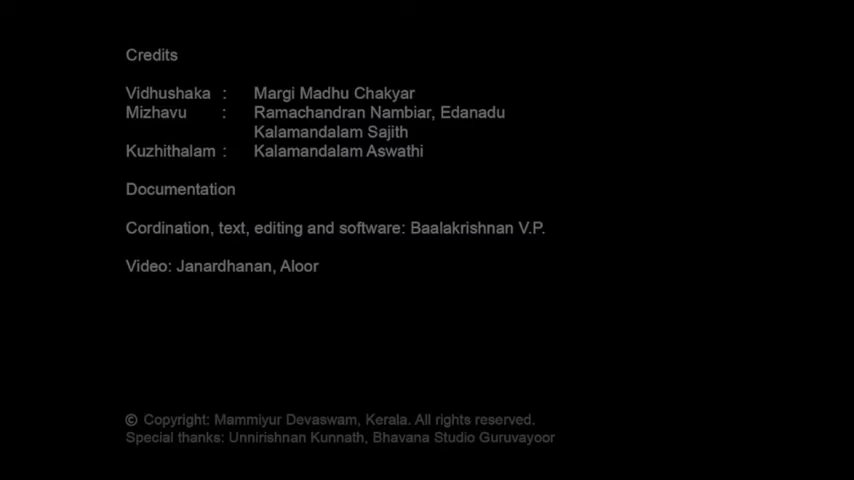 Credits
Vidhushaka : Margi Madhu Chakyar
Mizhavu : Ramachandran Nambiar, Edanadu
Kalamandalam Sajith
Kuzhithalam : Kalamandalam Aswathi
Documentation
Cordination, text, editing and software: Baalakrishnan V.P.
Video: Janardhanan, Aloor
© Copyright: Mammiyur Devaswam, Kerala. All rights reserved.
Special thanks: Unnirishnan Kunnath, Bhavana Studio Guruvayoor